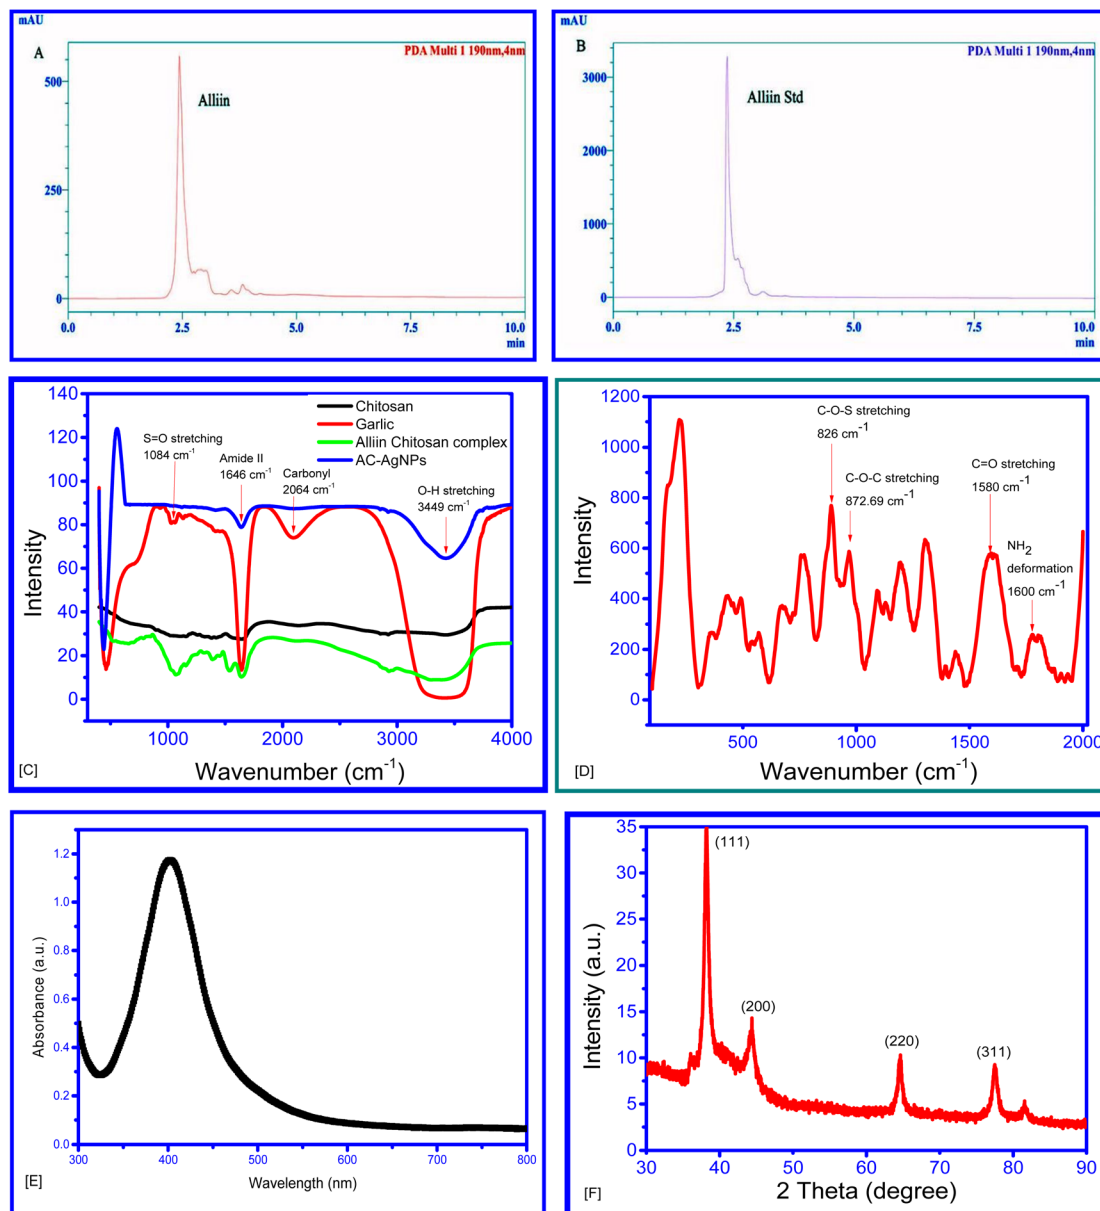 mAU
A
PDA Multi 1 190nm,4nm
Alliin
500
250
0
0.0
2.5
5.0
7.5
10.0
min
mAU
B
PDA Multi 1 190nm,4nm
Alliin Std
3000
2000
1000
0
0.0
2.5
5.0
7.5
10.0
min
140
120
100
80
60
40
20
0
Intensity
Chitosan
Garlic
Alliin Chitosan complex
AC-AgNPs
S=O stretching
1084 cm-1
Amide II
1646 cm-1
Carbonyl
2064 cm-1
O-H stretching
3449 cm-1
1000
2000
3000
4000
Wavenumber (cm-1)
[C]
1200
1000
800
600
400
200
0
Intensity
C-O-S stretching
826 cm-1
C-O-C stretching
872.69 cm-1
C=O stretching
1580 cm-1
NH2
deformation
1600 cm-1
500
1000
1500
2000
Wavenumber (cm-1)
[D]
1.2
1.0
0.8
0.6
0.4
0.2
0.0
Absorbance (a.u.)
300
400
500
600
700
800
Wavelength (nm)
[E]
35
30
25
20
15
10
5
0
Intensity (a.u.)
(111)
(200)
(220)
(311)
30
40
50
60
70
80
90
2 Theta (degree)
[F]